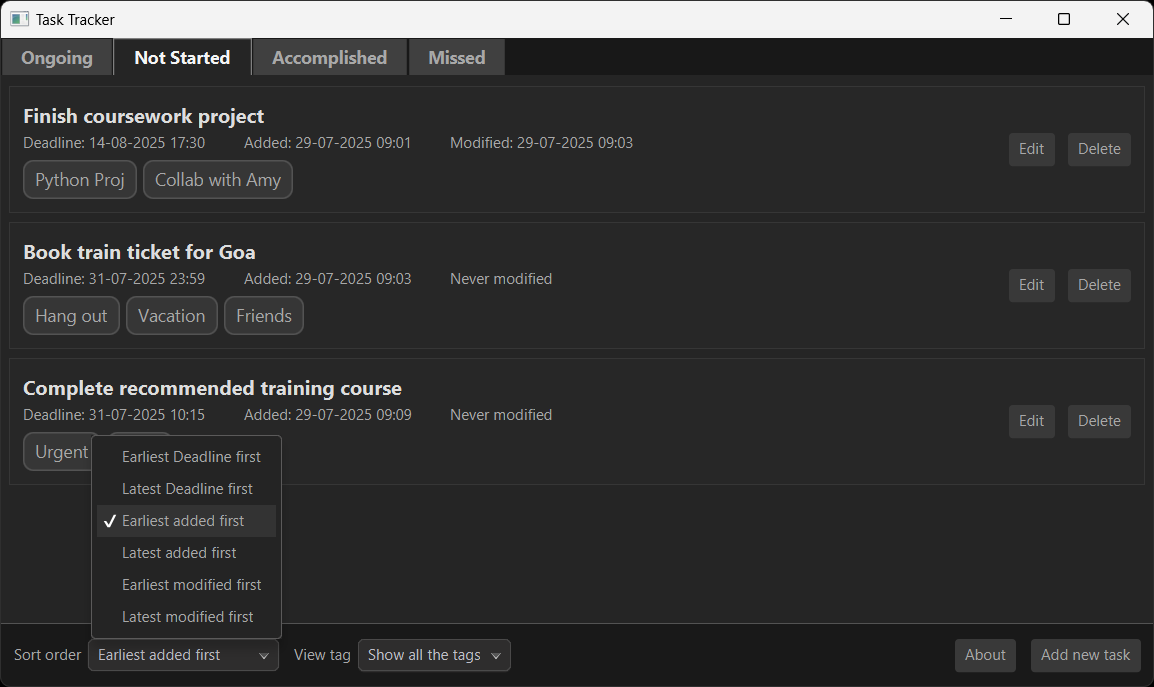 Task Tracker
Ongoing Not Started Accomplished Missed
Finish coursework project
Deadline: 14-08-2025 17:30 Added: 29-07-2025 09:01 Modified: 29-07-2025 09:03
Edit Delete
Python Proj Collab with Amy
Book train ticket for Goa
Deadline: 31-07-2025 23:59 Added: 29-07-2025 09:03 Never modified
Edit Delete
Hang out Vacation Friends
Complete recommended training course
Deadline: 31-07-2025 10:15 Added: 29-07-2025 09:09 Never modified
Edit Delete
Urgent
Earliest Deadline first
Latest Deadline first
Earliest added first
Latest added first
Earliest modified first
Latest modified first
Sort order Earliest added first View tag Show all the tags About Add new task